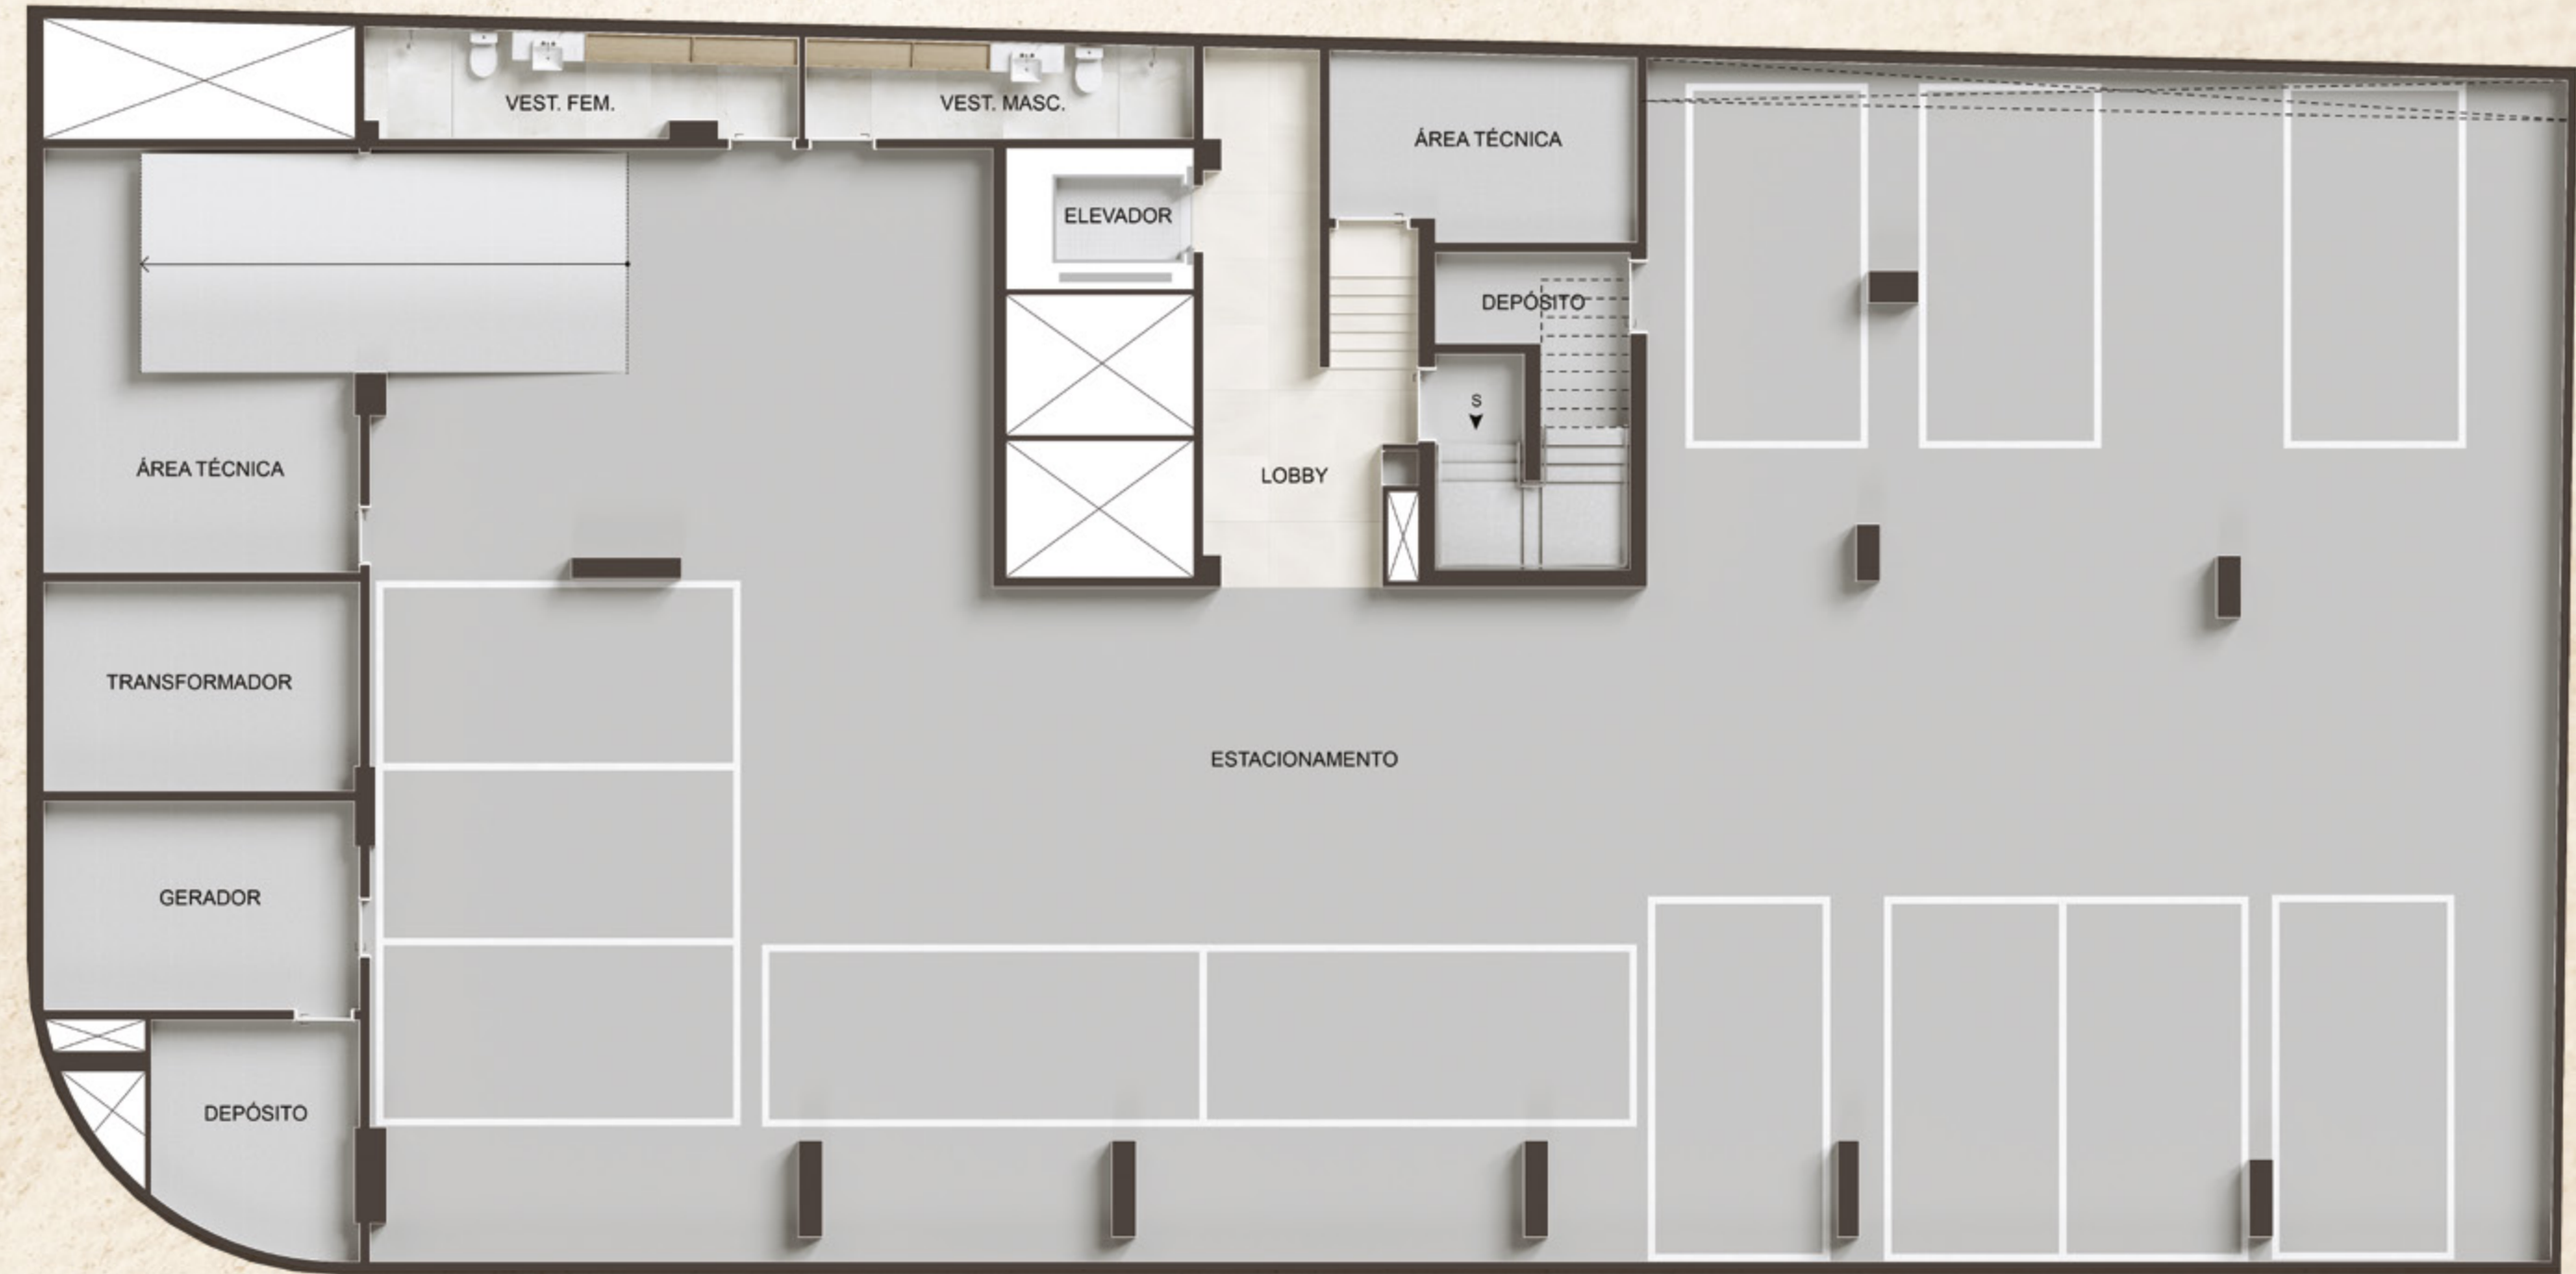 VEST. FEM.
VEST. MASC.
ÁREA TÉCNICA
ELEVADOR
DEPÓSITO
S
ÁREA TÉCNICA
LOBBY
TRANSFORMADOR
ESTACIONAMENTO
GERADOR
DEPÓSITO